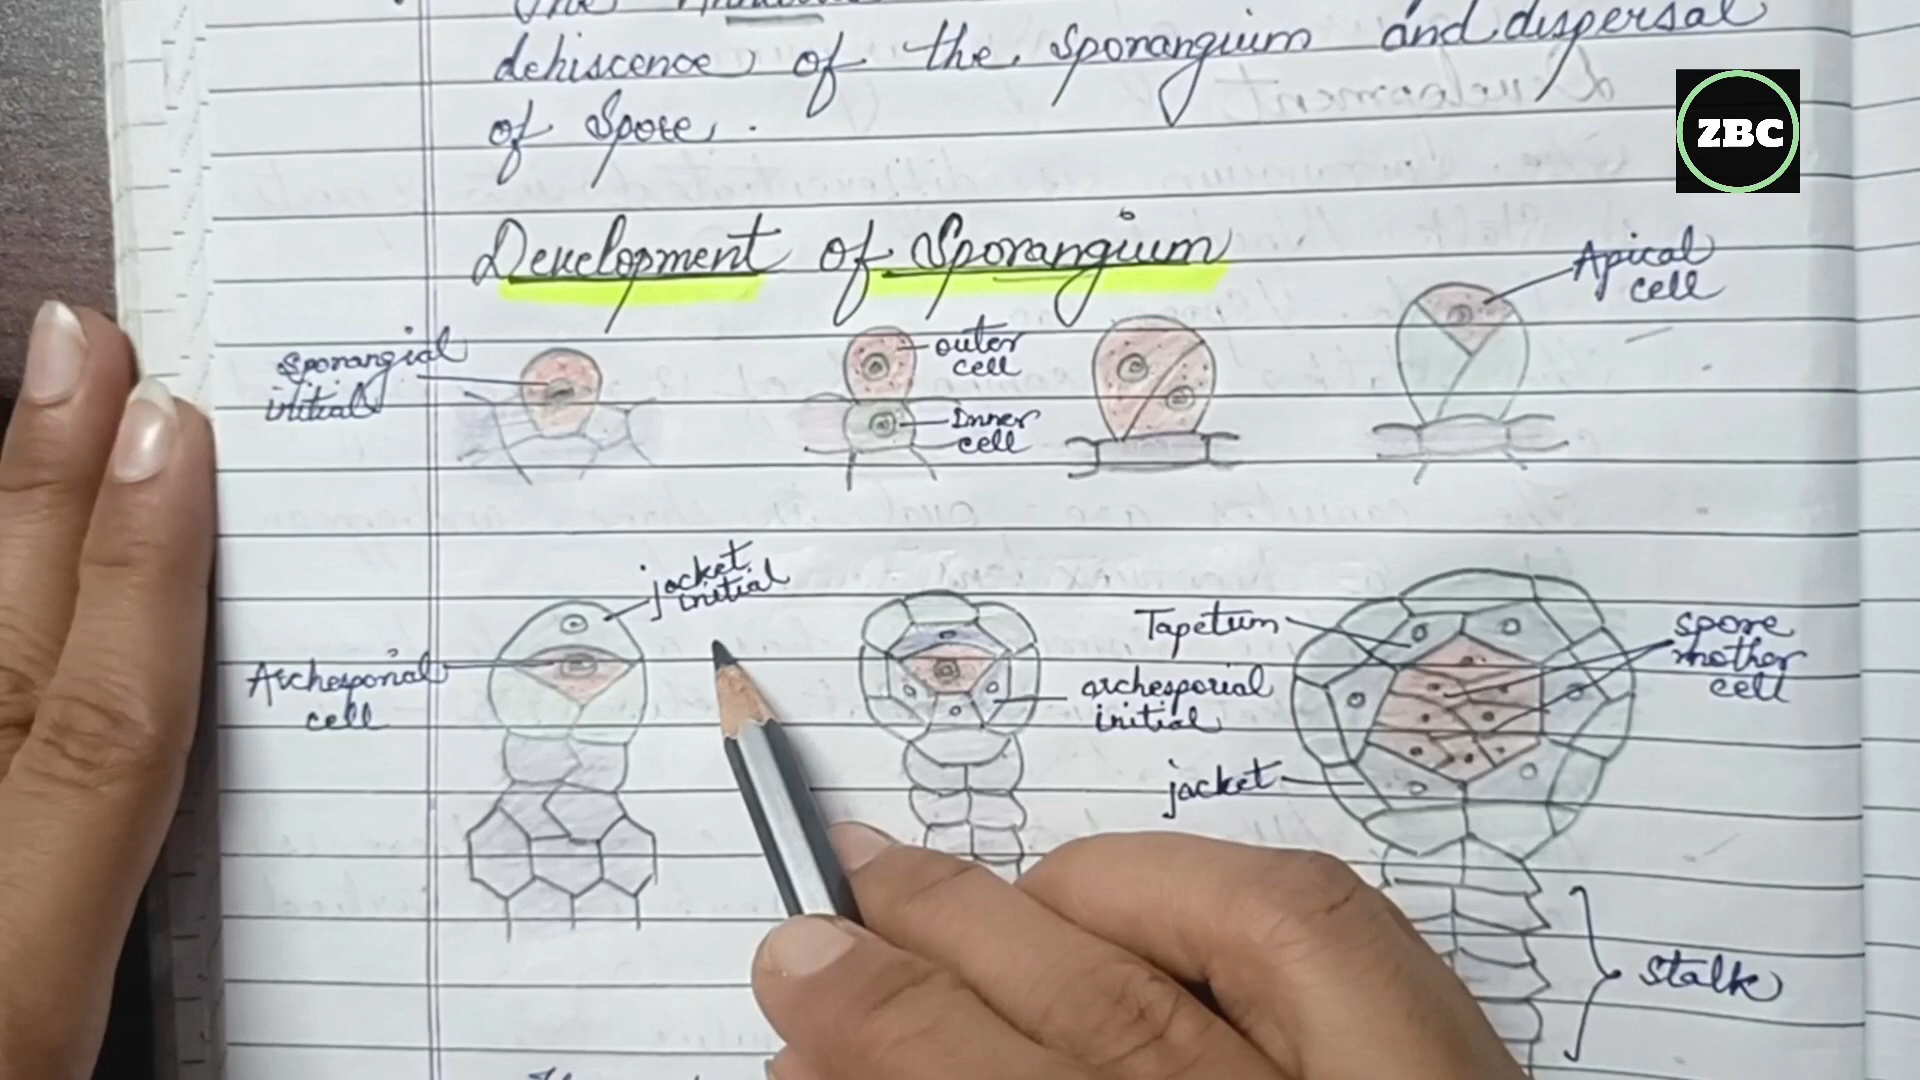 The
dehiscence of the sporangium and dispersal
of Spore.
ZBC
Development of Sporangium
Apical
cell
Sporangial
initial
outer
cell
Inner
cell
jacket
initial
Archesporial
cell
archesporial
initial
Tapetum
spore
mother
cell
jacket
Stalk